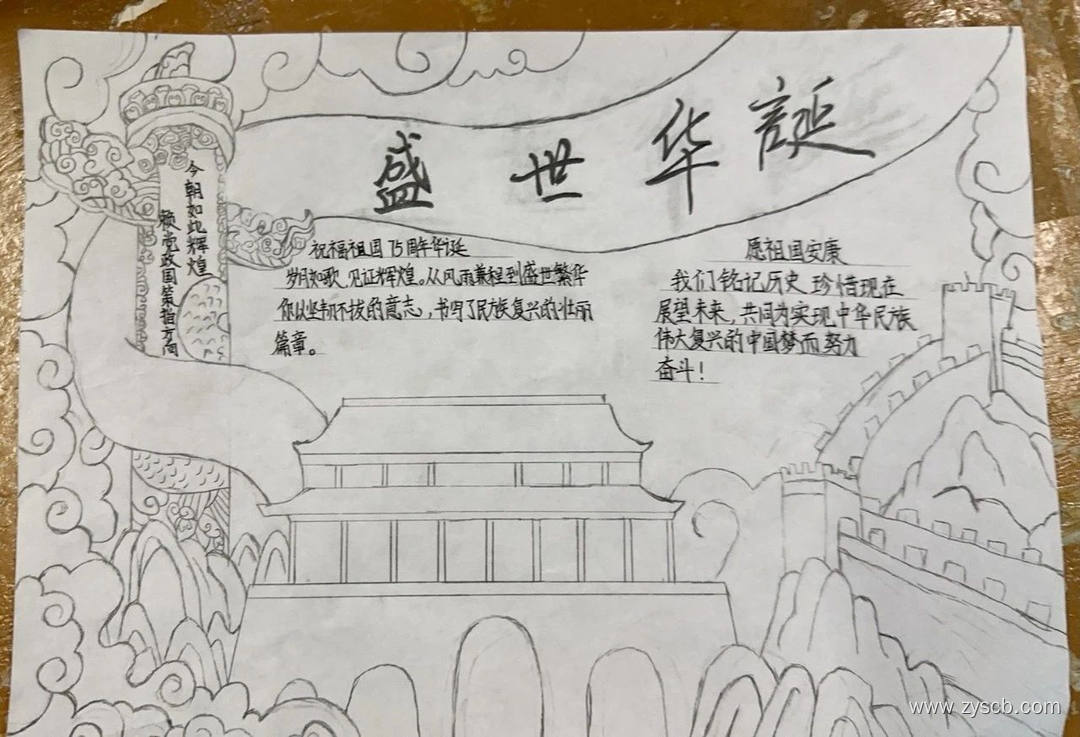 盛世华誕
今朝如此辉煌
赖党政国策指方向
祝福祖国75周年华诞
岁月如歌,见证辉煌。从风雨兼程到盛世繁华
你以坚韧不拔的意志,书写了民族复兴的壮丽
篇章。
愿祖国安康
我们铭记历史,珍惜现在
展望未来,共同为实现中华民族
伟大复兴的中国梦而努力
奋斗!
www.zyscb.com